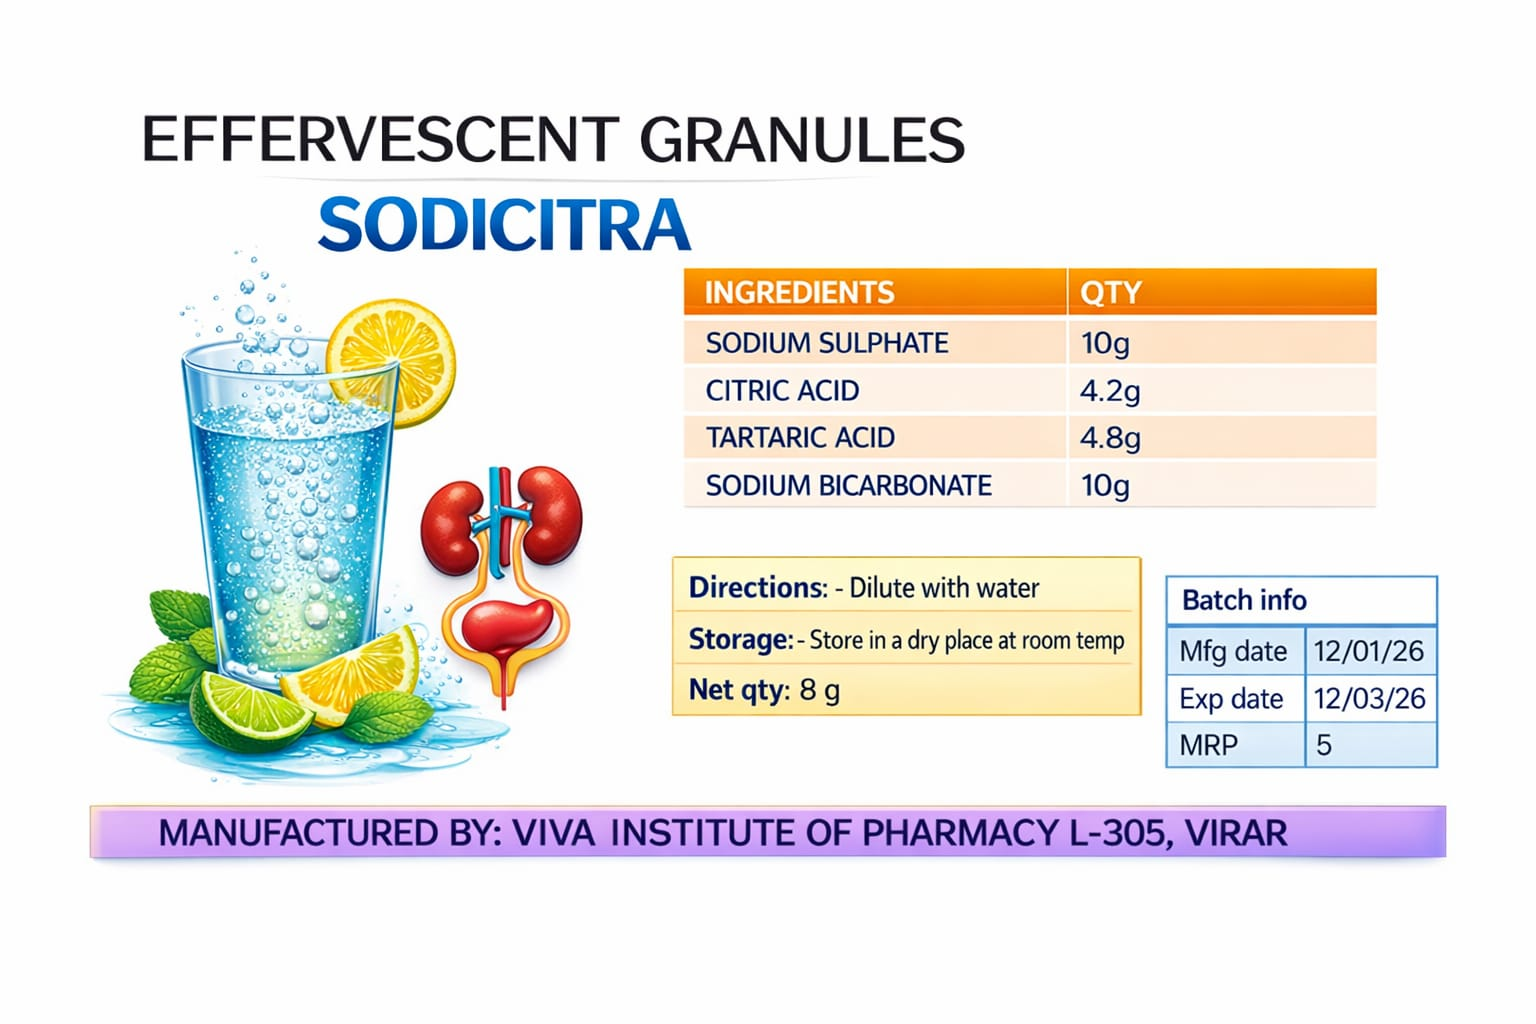 EFFERVESCENT GRANULES
SODICITRA
INGREDIENTS QTY
SODIUM SULPHATE 10g
CITRIC ACID 4.2g
TARTARIC ACID 4.8g
SODIUM BICARBONATE 10g
Directions: - Dilute with water
Storage:- Store in a dry place at room temp
Net qty: 8 g
Batch info
Mfg date 12/01/26
Exp date 12/03/26
MRP 5
MANUFACTURED BY: VIVA INSTITUTE OF PHARMACY L-305, VIRAR